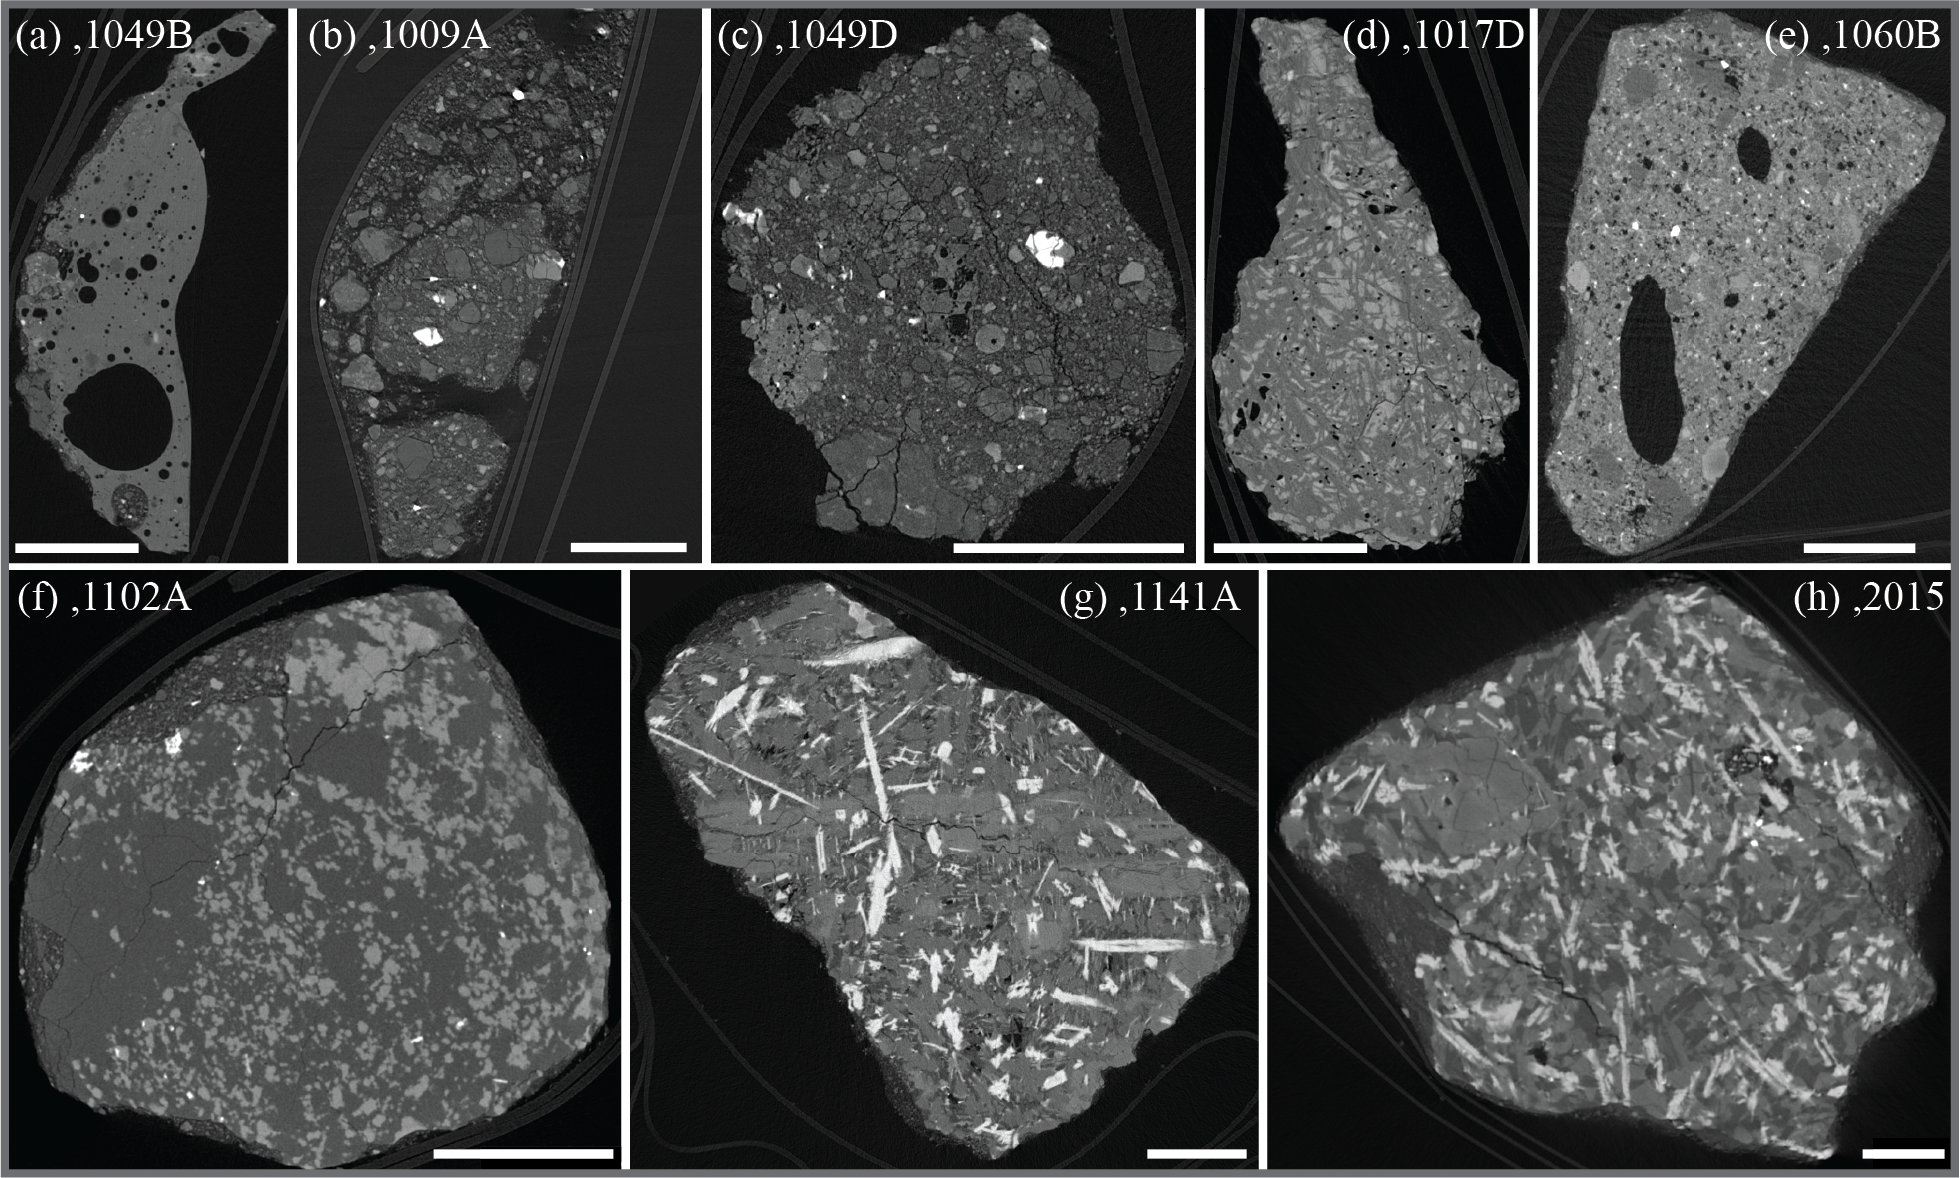 (a) ,1049B
(b) ,1009A
(c) ,1049D
(d) ,1017D
(e) ,1060B
(f) ,1102A
(g) ,1141A
(h) ,2015